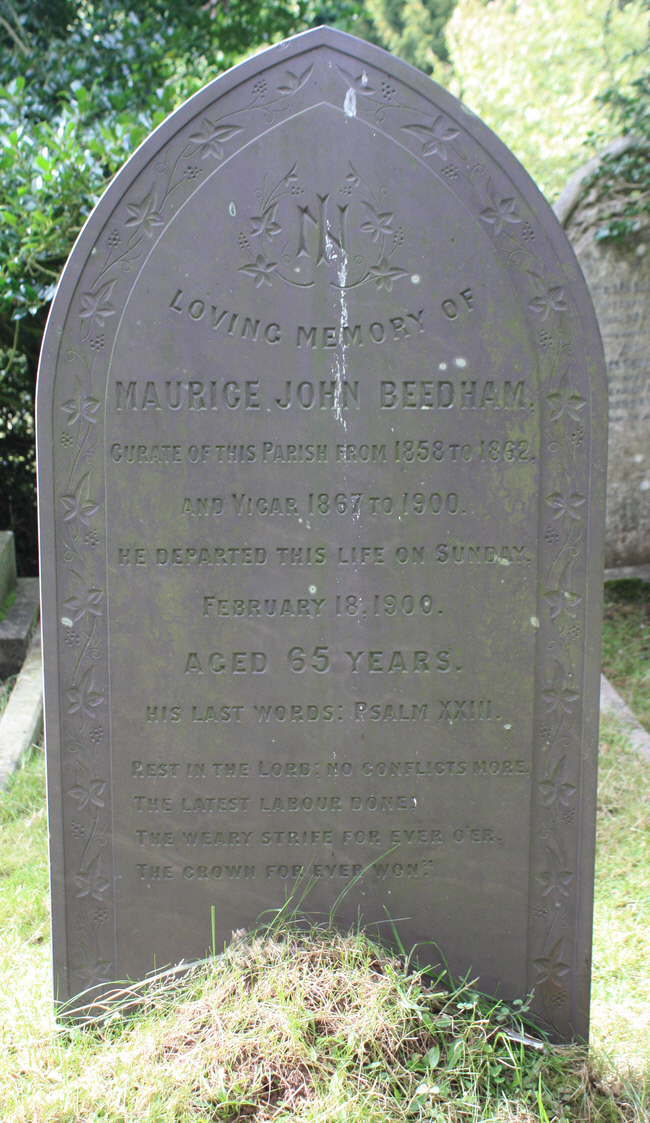 IN
LOVING MEMORY OF
MAURICE JOHN BEEDHAM,
CURATE OF THIS PARISH FROM 1858 TO 1862.
AND VICAR 1867 TO 1900.
HE DEPARTED THIS LIFE ON SUNDAY,
FEBRUARY 18, 1900.
AGED 65 YEARS.
HIS LAST WORDS: PSALM XXIII.
REST IN THE LORD: NO CONFLICTS MORE.
THE LATEST LABOUR DONE:
THE WEARY STRIFE FOR EVER O'ER.
THE CROWN FOR EVER WON."